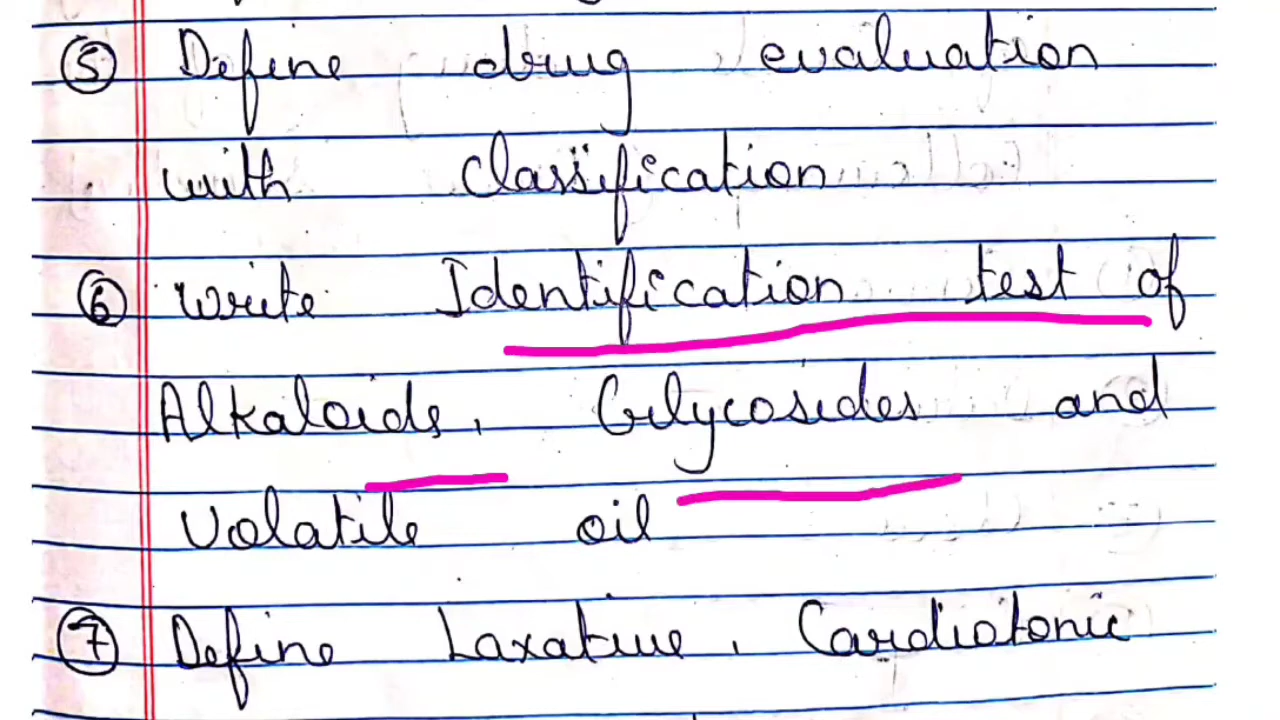 ⑤ Define drug evaluation
with classification
⑥ write Identification test of
Alkaloids, Glycosides and
Volatile oil
⑦ Define Laxative, Cardiotonic